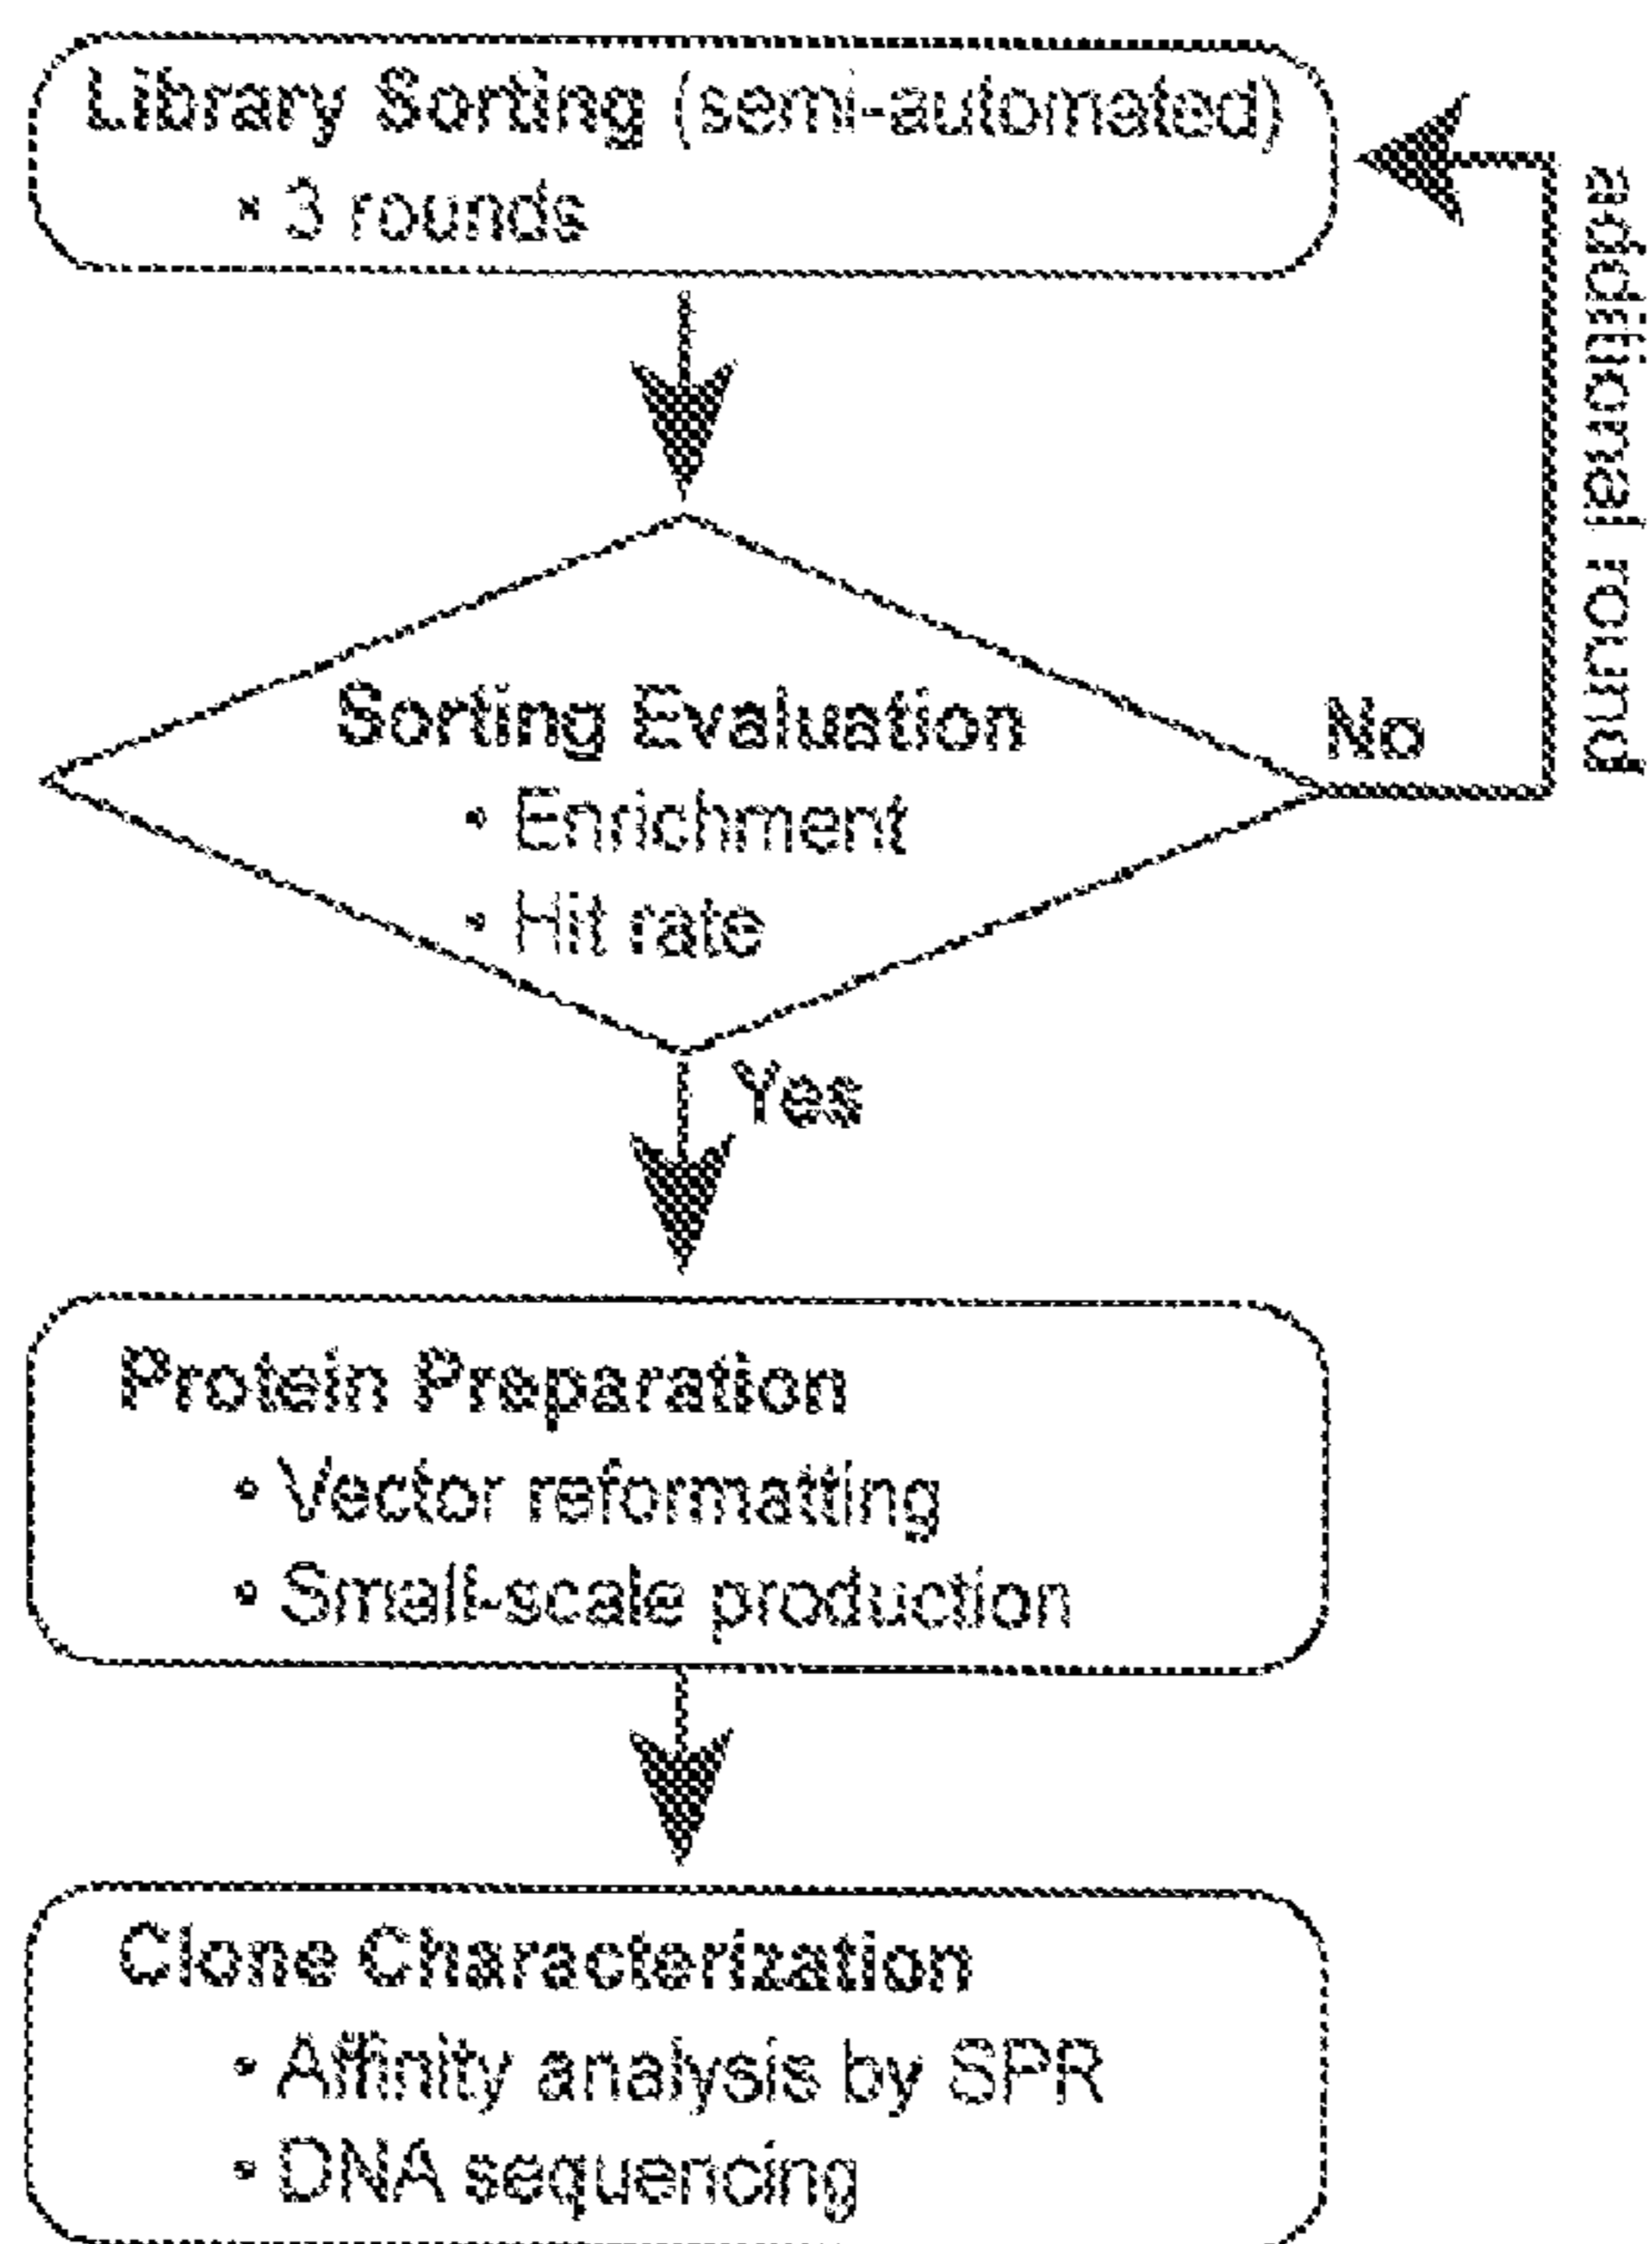 Library Sorting (semi-automated)
• 3 rounds
additional round
Sorting Evaluation
• Enrichment
• Hit rate
No
Yes
Protein Preparation
• Vector reformatting
• Small-scale production
Clone Characterization
• Affinity analysis by SPR
• DNA sequencing